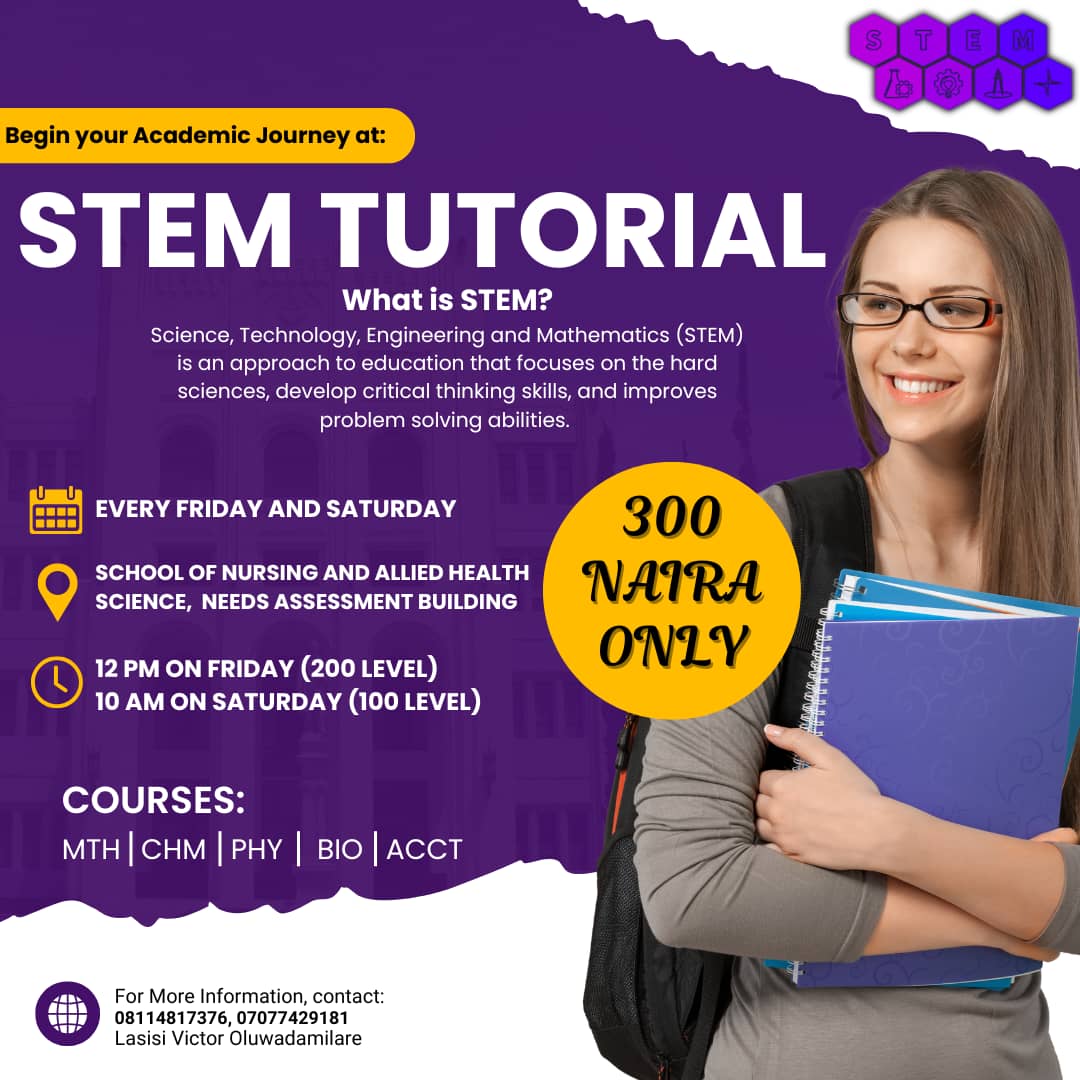 S T E M
Begin your Academic Journey at:
STEM TUTORIAL
What is STEM?
Science, Technology, Engineering and Mathematics (STEM)
is an approach to education that focuses on the hard
sciences, develop critical thinking skills, and improves
problem solving abilities.
EVERY FRIDAY AND SATURDAY
SCHOOL OF NURSING AND ALLIED HEALTH
SCIENCE, NEEDS ASSESSMENT BUILDING
12 PM ON FRIDAY (200 LEVEL)
10 AM ON SATURDAY (100 LEVEL)
300
NAIRA
ONLY
COURSES:
MTH | CHM | PHY | BIO | ACCT
For More Information, contact:
08114817376, 07077429181
Lasisi Victor Oluwadamilare